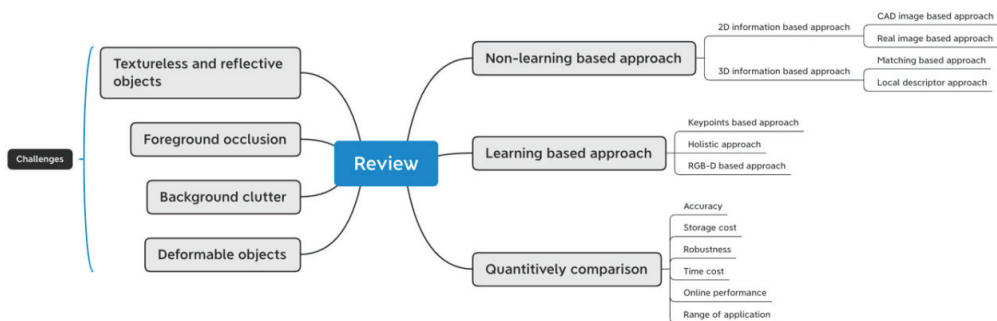 Challenges
Textureless and reflective
objects
Foreground occlusion
Background clutter
Deformable objects
Review
Non-learning based approach
2D information based approach
CAD image based approach
Real image based approach
3D information based approach
Matching based approach
Local descriptor approach
Learning based approach
Keypoints based approach
Holistic approach
RGB-D based approach
Quantitively comparison
Accuracy
Storage cost
Robustness
Time cost
Online performance
Range of application